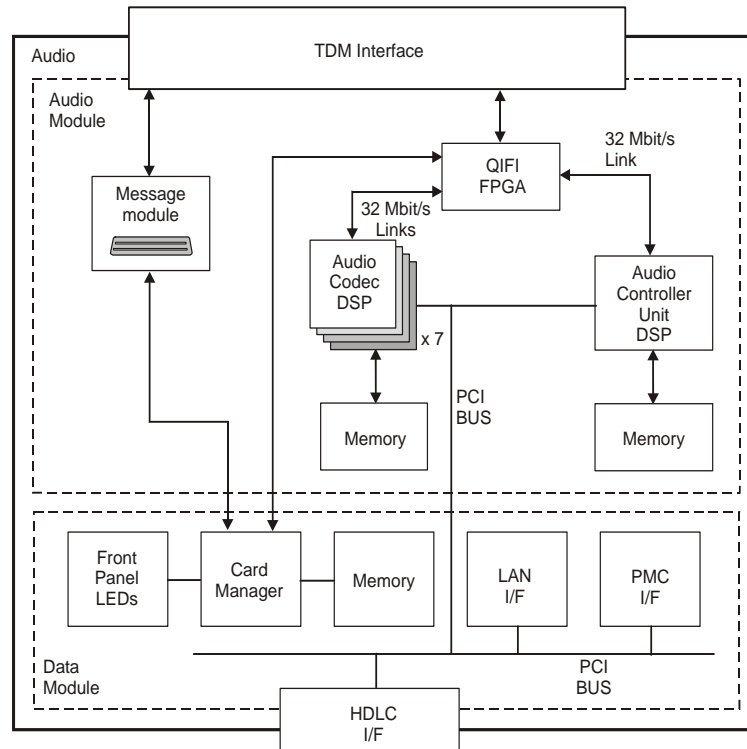 TDM Interface
Audio
Audio
Module
QIFI
FPGA
32 Mbit/s
Link
Message
module
32 Mbit/s
Links
Audio
Codec
DSP
x 7
Audio
Controller
Unit
DSP
PCI
BUS
Memory
Memory
Front
Panel
LEDs
Card
Manager
Memory
LAN
I/F
PMC
I/F
Data
Module
PCI
BUS
HDLC
I/F